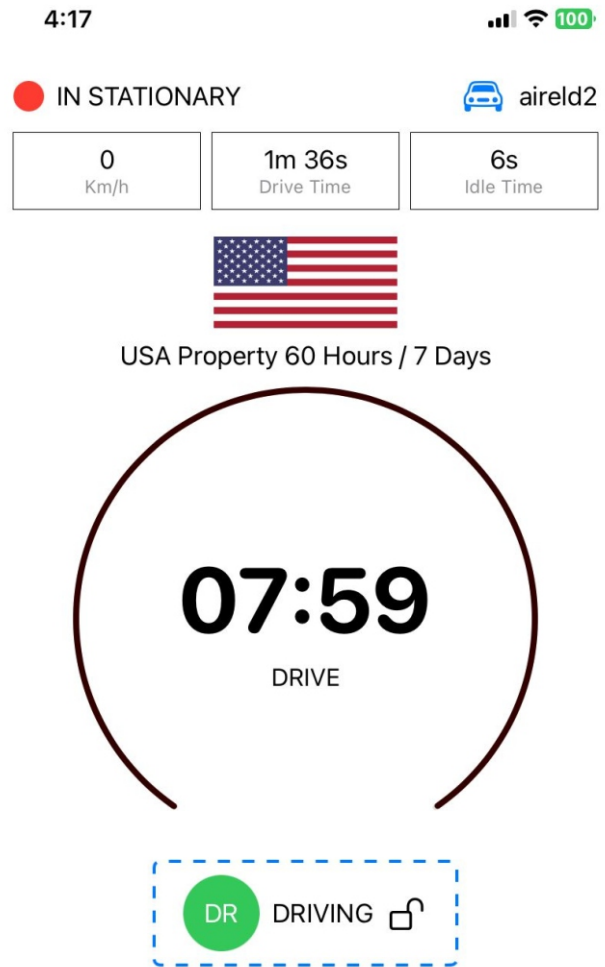 4:17
100
IN STATIONARY
aireld2
0
Km/h
1m 36s
Drive Time
6s
Idle Time
USA Property 60 Hours / 7 Days
07:59
DRIVE
DR
DRIVING